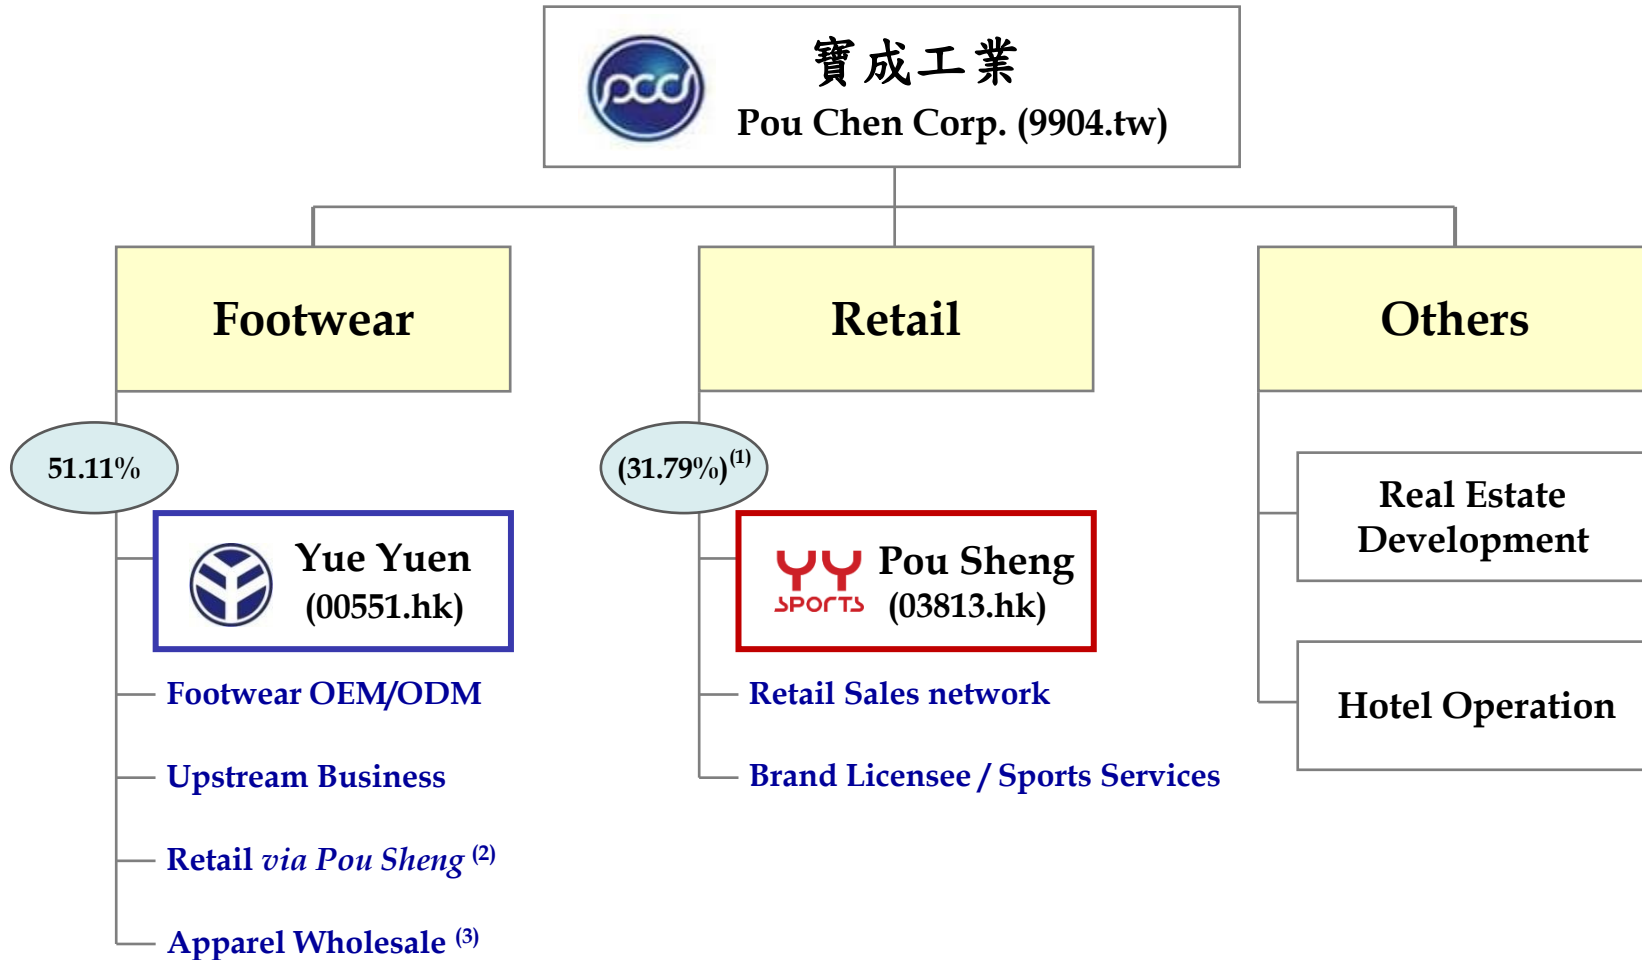 pcc
寶成工業
Pou Chen Corp. (9904.tw)
Footwear
Retail
Others
51.11%
(31.79%)(1)
Yue Yuen
(00551.hk)
YY
SPORTS
Pou Sheng
(03813.hk)
Real Estate
Development
Footwear OEM/ODM
Retail Sales network
Hotel Operation
Upstream Business
Brand Licensee / Sports Services
Retail via Pou Sheng (2)
Apparel Wholesale (3)